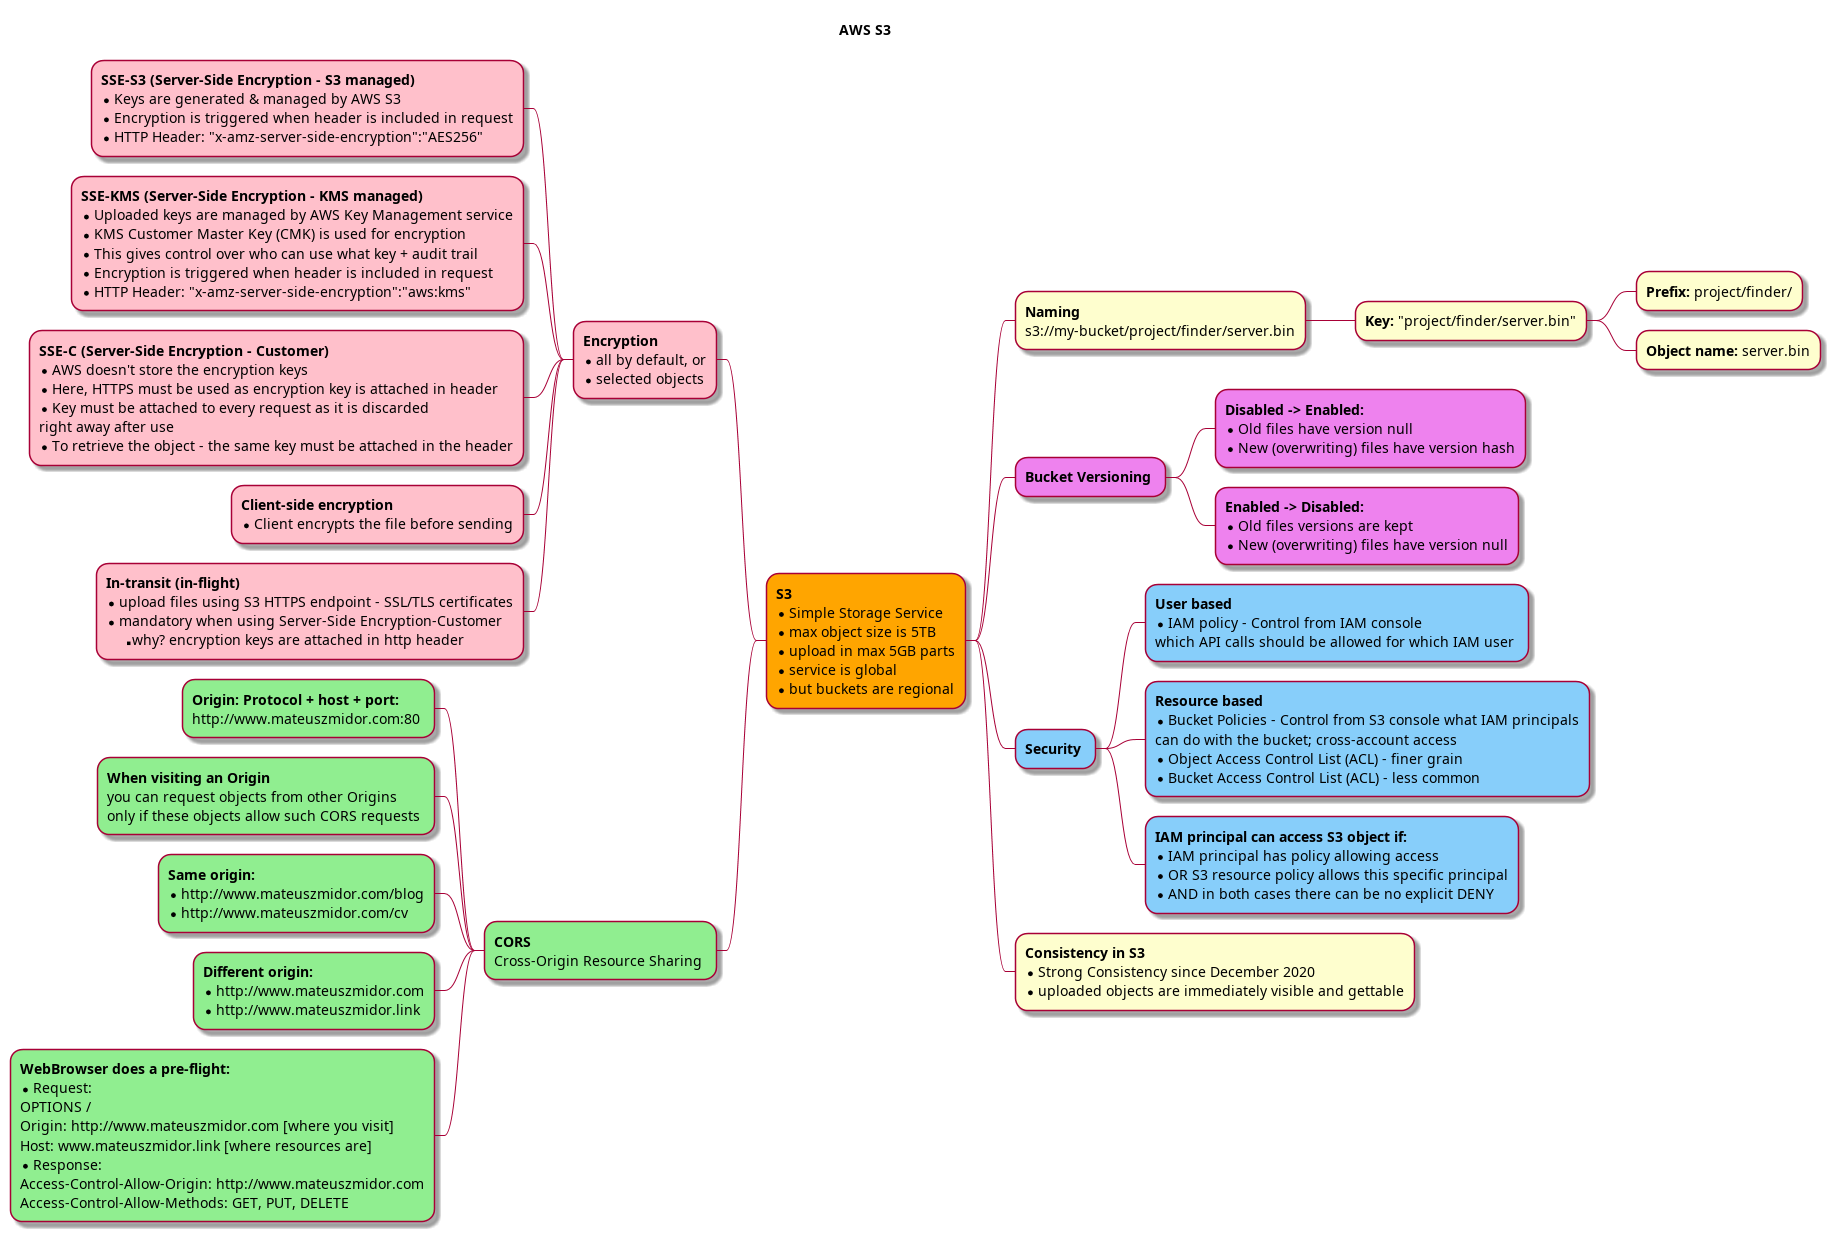 AWS S3
SSE-S3 (Server-Side Encryption - S3 managed)
• Keys are generated & managed by AWS S3
• Encryption is triggered when header is included in request
• HTTP Header: "x-amz-server-side-encryption":"AES256"
SSE-KMS (Server-Side Encryption - KMS managed)
• Uploaded keys are managed by AWS Key Management service
• KMS Customer Master Key (CMK) is used for encryption
• This gives control over who can use what key + audit trail
• Encryption is triggered when header is included in request
• HTTP Header: "x-amz-server-side-encryption":"aws:kms"
SSE-C (Server-Side Encryption - Customer)
• AWS doesn't store the encryption keys
• Here, HTTPS must be used as encryption key is attached in header
• Key must be attached to every request as it is discarded
right away after use
• To retrieve the object - the same key must be attached in the header
Client-side encryption
• Client encrypts the file before sending
In-transit (in-flight)
• upload files using S3 HTTPS endpoint - SSL/TLS certificates
• mandatory when using Server-Side Encryption-Customer
▪why? encryption keys are attached in http header
Encryption
• all by default, or
• selected objects
Origin: Protocol + host + port:
http://www.mateuszmidor.com:80
When visiting an Origin
you can request objects from other Origins
only if these objects allow such CORS requests
Same origin:
• http://www.mateuszmidor.com/blog
• http://www.mateuszmidor.com/cv
Different origin:
• http://www.mateuszmidor.com
• http://www.mateuszmidor.link
WebBrowser does a pre-flight:
• Request:
OPTIONS /
Origin: http://www.mateuszmidor.com [where you visit]
Host: www.mateuszmidor.link [where resources are]
• Response:
Access-Control-Allow-Origin: http://www.mateuszmidor.com
Access-Control-Allow-Methods: GET, PUT, DELETE
CORS
Cross-Origin Resource Sharing
S3
• Simple Storage Service
• max object size is 5TB
• upload in max 5GB parts
• service is global
• but buckets are regional
Naming
s3://my-bucket/project/finder/server.bin
Key: "project/finder/server.bin"
Prefix: project/finder/
Object name: server.bin
Bucket Versioning
Disabled -> Enabled:
• Old files have version null
• New (overwriting) files have version hash
Enabled -> Disabled:
• Old files versions are kept
• New (overwriting) files have version null
Security
User based
• IAM policy - Control from IAM console
which API calls should be allowed for which IAM user
Resource based
• Bucket Policies - Control from S3 console what IAM principals
can do with the bucket; cross-account access
• Object Access Control List (ACL) - finer grain
• Bucket Access Control List (ACL) - less common
IAM principal can access S3 object if:
• IAM principal has policy allowing access
• OR S3 resource policy allows this specific principal
• AND in both cases there can be no explicit DENY
Consistency in S3
• Strong Consistency since December 2020
• uploaded objects are immediately visible and gettable